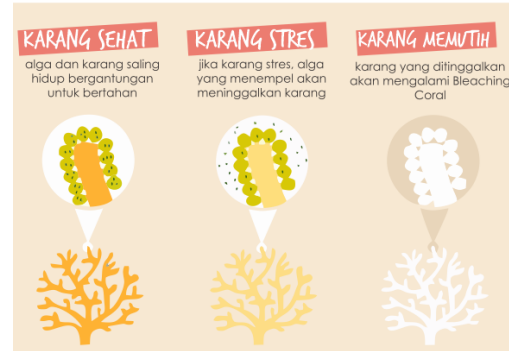 KARANG SEHAT
alga dan karang saling
hidup bergantungan
untuk bertahan
KARANG STRES
jika karang stres, alga
yang menempel akan
meninggalkan karang
KARANG MEMUTIH
karang yang ditinggalkan
akan mengalami Bleaching
Coral